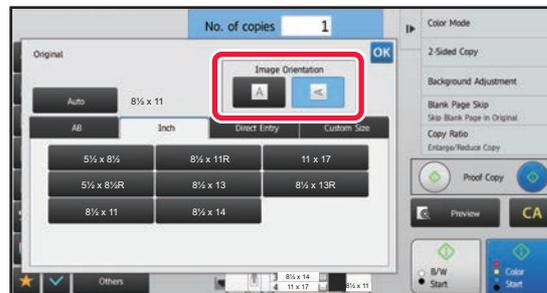 No. of copies 1
Original
OK
Image Orientation
A A
Auto 8½ x 11
AB Inch Direct Entry Custom Size
5½ x 8½ 8½ x 11R 11 x 17
5½ x 8½R 8½ x 13 8½ x 13R
8½ x 11 8½ x 14
Others
3 8½ x 14
4 11 x 17
8½ x 11
Color Mode
2-Sided Copy
Background Adjustment
Blank Page Skip
Skip Blank Page in Original
Copy Ratio
Enlarge/Reduce Copy
Proof Copy
Preview CA
B/W
Start
Color
Start